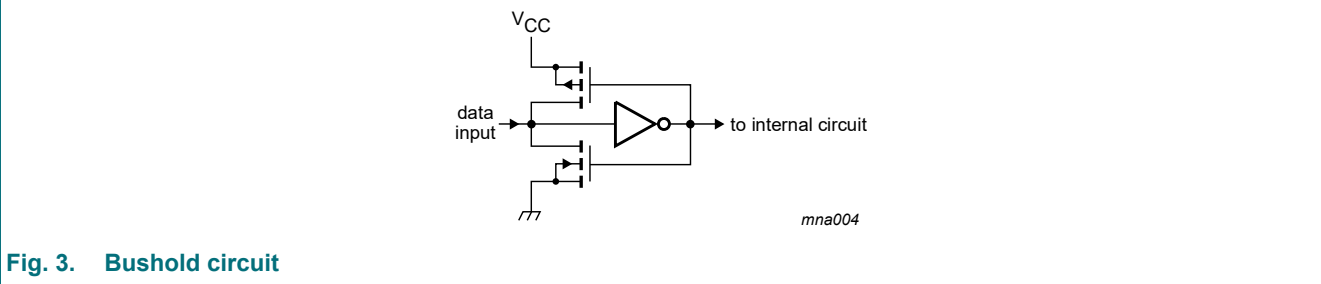 VCC
data
input
to internal circuit
mna004
Fig. 3. Bushold circuit